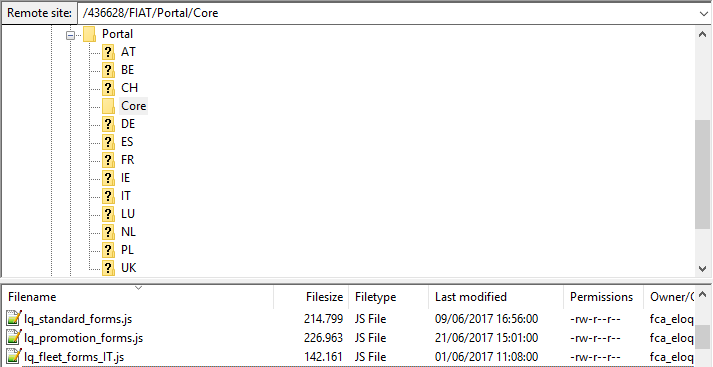 Remote site: /436628/FIAT/Portal/Core
Portal
AT
BE
CH
Core
DE
ES
FR
IE
IT
LU
NL
PL
UK
Filename Filesize Filetype Last modified Permissions Owner/G
lq_standard_forms.js 214.799 JS File 09/06/2017 16:56:00 -rw-r--r-- fca_eloq
lq_promotion_forms.js 226.963 JS File 21/06/2017 15:01:00 -rw-r--r-- fca_eloq
lq_fleet_forms_IT.js 142.161 JS File 01/06/2017 11:08:00 -rw-r--r-- fca_eloq